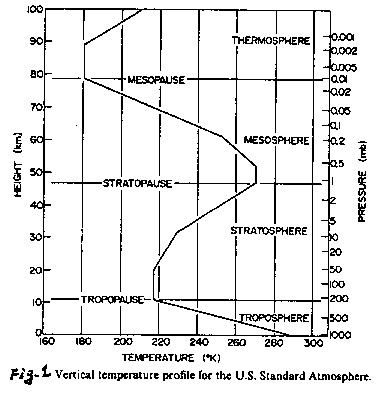 100
90
80
70
60
50
40
30
20
10
0
HEIGHT (km)
THERMOSPHERE
MESOPAUSE
MESOSPHERE
STRATOPAUSE
STRATOSPHERE
TROPOPAUSE
TROPOSPHERE
0.001
0.002
0.005
0.01
0.02
0.05
0.1
0.2
0.5
1
2
5
10
20
50
100
200
500
1000
PRESSURE (mb)
160 180 200 220 240 260 280 300
TEMPERATURE (°K)
Fig-1 Vertical temperature profile for the U.S. Standard Atmosphere.